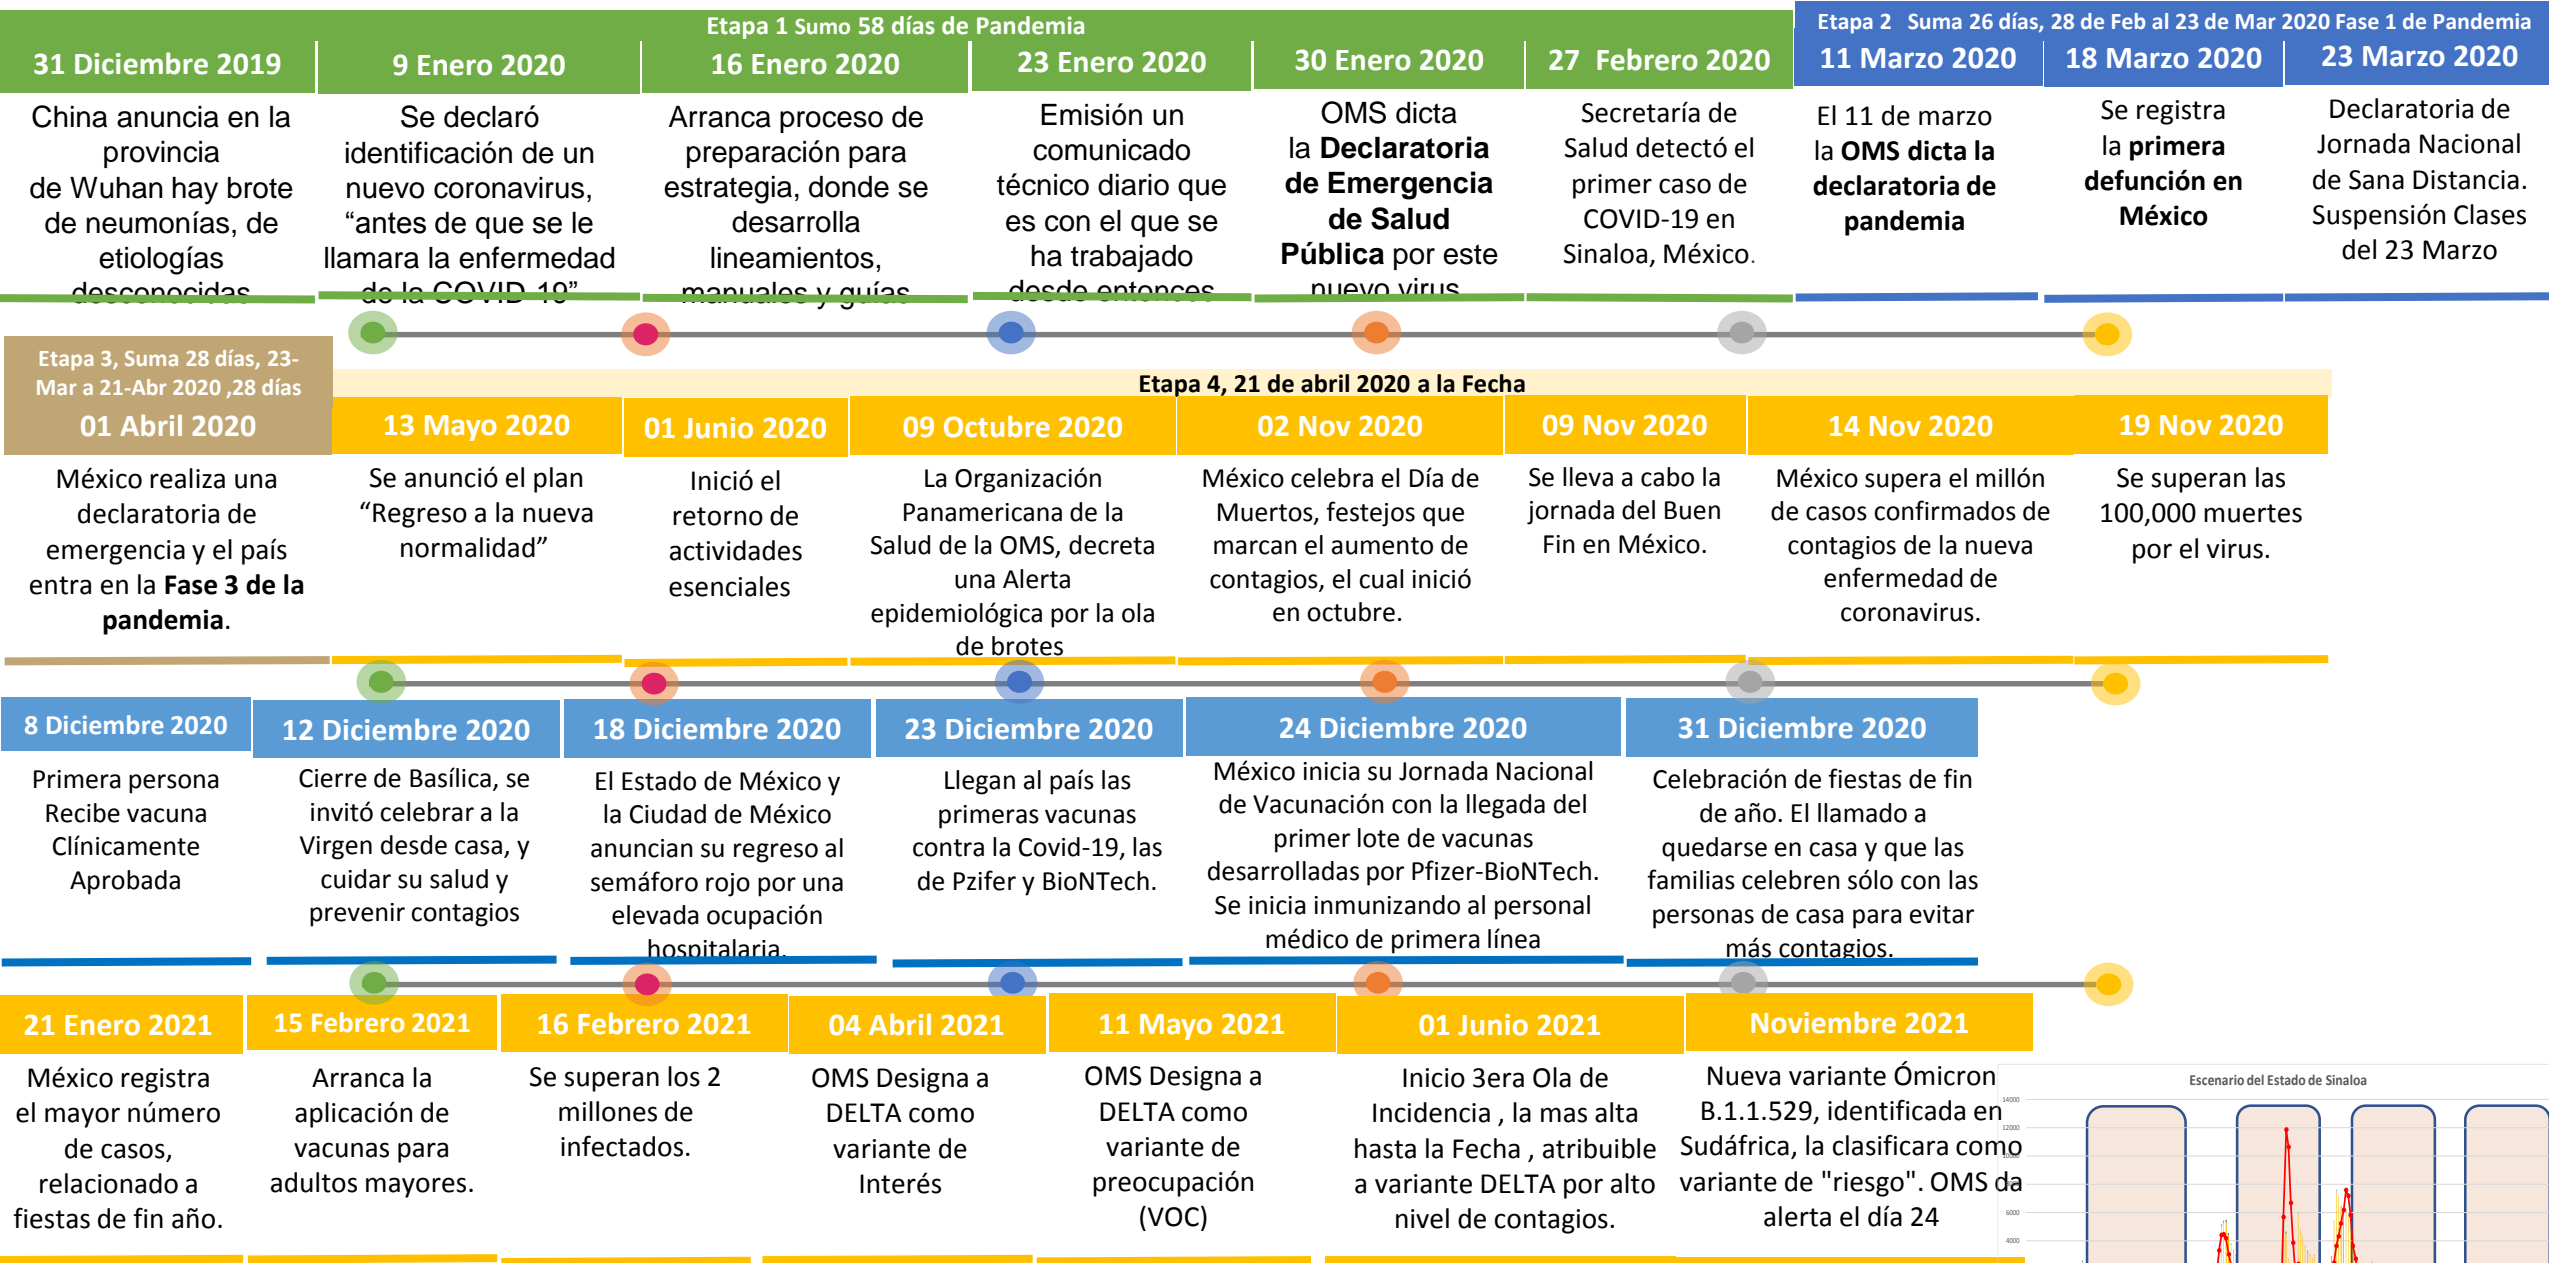 Etapa 1 Sumo 58 días de Pandemia
Etapa 2 Suma 26 días, 28 de Feb al 23 de Mar 2020 Fase 1 de Pandemia
31 Diciembre 2019
9 Enero 2020
16 Enero 2020
23 Enero 2020
30 Enero 2020
27 Febrero 2020
11 Marzo 2020
18 Marzo 2020
23 Marzo 2020
China anuncia en la
provincia
de Wuhan hay brote
de neumonías, de
etiologías
desconocidas
Se declaró
identificación de un
nuevo coronavirus,
“antes de que se le
llamara la enfermedad
de la COVID-19”
Arranca proceso de
preparación para
estrategia, donde se
desarrolla
lineamientos,
manuales y guías
Emisión un
comunicado
técnico diario que
es con el que se
ha trabajado
desde entonces
OMS dicta
la Declaratoria
de Emergencia
de Salud
Pública por este
nuevo virus
Secretaría de
Salud detectó el
primer caso de
COVID-19 en
Sinaloa, México.
El 11 de marzo
la OMS dicta la
declaratoria de
pandemia
Se registra
la primera
defunción en
México
Declaratoria de
Jornada Nacional
de Sana Distancia.
Suspensión Clases
del 23 Marzo
Etapa 3, Suma 28 días, 23-
Mar a 21-Abr 2020 ,28 días
Etapa 4, 21 de abril 2020 a la Fecha
01 Abril 2020
13 Mayo 2020
01 Junio 2020
09 Octubre 2020
02 Nov 2020
09 Nov 2020
14 Nov 2020
19 Nov 2020
México realiza una
declaratoria de
emergencia y el país
entra en la Fase 3 de la
pandemia.
Se anunció el plan
“Regreso a la nueva
normalidad”
Inició el
retorno de
actividades
esenciales
La Organización
Panamericana de la
Salud de la OMS, decreta
una Alerta
epidemiológica por la ola
de brotes
México celebra el Día de
Muertos, festejos que
marcan el aumento de
contagios, el cual inició
en octubre.
Se lleva a cabo la
jornada del Buen
Fin en México.
México supera el millón
de casos confirmados de
contagios de la nueva
enfermedad de
coronavirus.
Se superan las
100,000 muertes
por el virus.
8 Diciembre 2020
12 Diciembre 2020
18 Diciembre 2020
23 Diciembre 2020
24 Diciembre 2020
31 Diciembre 2020
Primera persona
Recibe vacuna
Clínicamente
Aprobada
Cierre de Basílica, se
invitó celebrar a la
Virgen desde casa, y
cuidar su salud y
prevenir contagios
El Estado de México y
la Ciudad de México
anuncian su regreso al
semáforo rojo por una
elevada ocupación
hospitalaria.
Llegan al país las
primeras vacunas
contra la Covid-19, las
de Pzifer y BioNTech.
México inicia su Jornada Nacional
de Vacunación con la llegada del
primer lote de vacunas
desarrolladas por Pfizer-BioNTech.
Se inicia inmunizando al personal
médico de primera línea
Celebración de fiestas de fin
de año. El llamado a
quedarse en casa y que las
familias celebren sólo con las
personas de casa para evitar
más contagios.
21 Enero 2021
15 Febrero 2021
16 Febrero 2021
04 Abril 2021
11 Mayo 2021
01 Junio 2021
Noviembre 2021
México registra
el mayor número
de casos,
relacionado a
fiestas de fin año.
Arranca la
aplicación de
vacunas para
adultos mayores.
Se superan los 2
millones de
infectados.
OMS Designa a
DELTA como
variante de
Interés
OMS Designa a
DELTA como
variante de
preocupación
(VOC)
Inicio 3era Ola de
Incidencia , la mas alta
hasta la Fecha , atribuible
a variante DELTA por alto
nivel de contagios.
Nueva variante Ómicron
B.1.1.529, identificada en
Sudáfrica, la clasificara como
variante de "riesgo". OMS da
alerta el día 24
Escenario del Estado de Sinaloa
14000
12000
10000
6000
4000